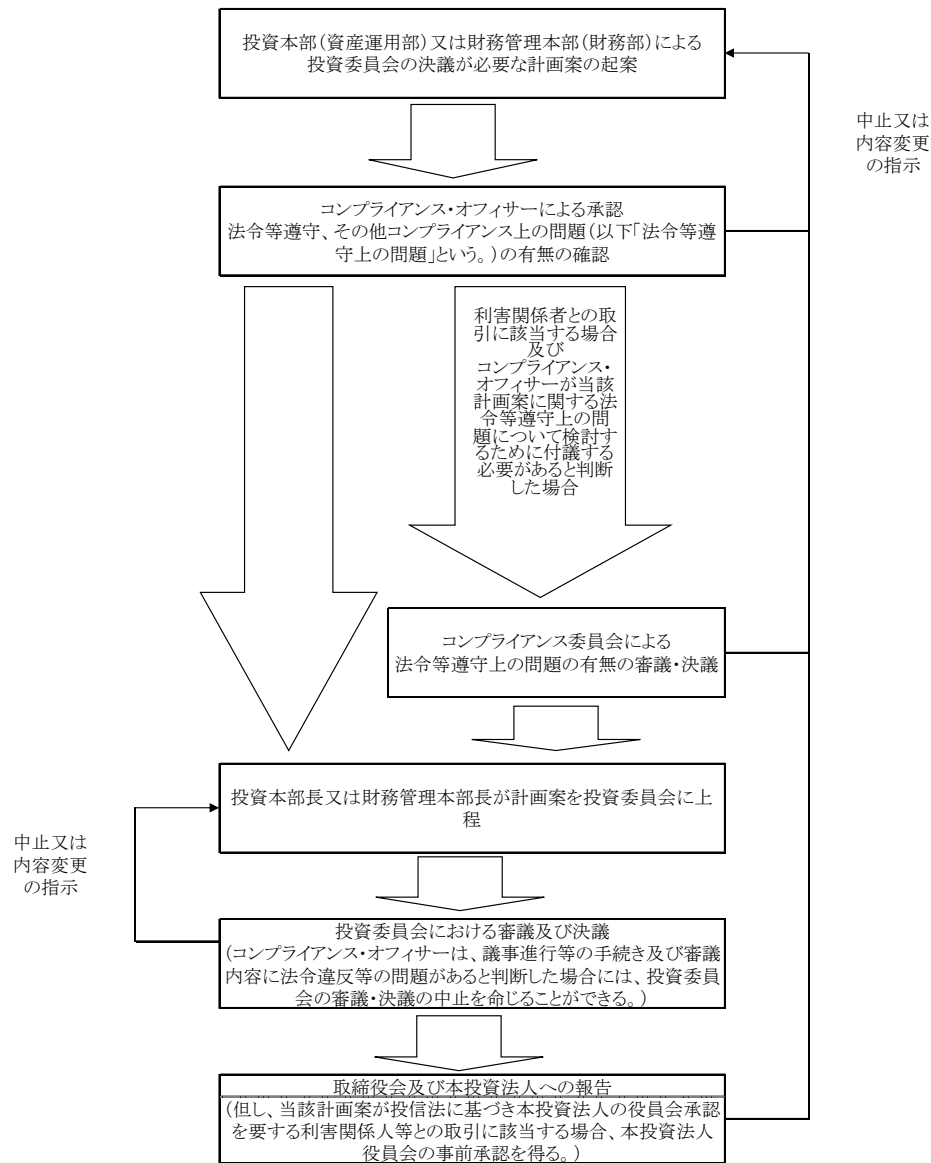 投資本部(資産運用部)又は財務管理本部(財務部)による
投資委員会の決議が必要な計画案の起案
中止又は
内容変更
の指示
コンプライアンス・オフィサーによる承認
法令等遵守、その他コンプライアンス上の問題(以下「法令等遵
守上の問題」という。)の有無の確認
利害関係者との取
引に該当する場合
及び
コンプライアンス・
オフィサーが当該
計画案に関する法
令等遵守上の問
題について検討す
るために付議する
必要があると判断
した場合
コンプライアンス委員会による
法令等遵守上の問題の有無の審議・決議
投資本部長又は財務管理本部長が計画案を投資委員会に上
程
中止又は
内容変更
の指示
投資委員会における審議及び決議
(コンプライアンス・オフィサーは、議事進行等の手続き及び審議
内容に法令違反等の問題があると判断した場合には、投資委員
会の審議・決議の中止を命じることができる。)
取締役会及び本投資法人への報告
(但し、当該計画案が投信法に基づき本投資法人の役員会承認
を要する利害関係人等との取引に該当する場合、本投資法人
役員会の事前承認を得る。)